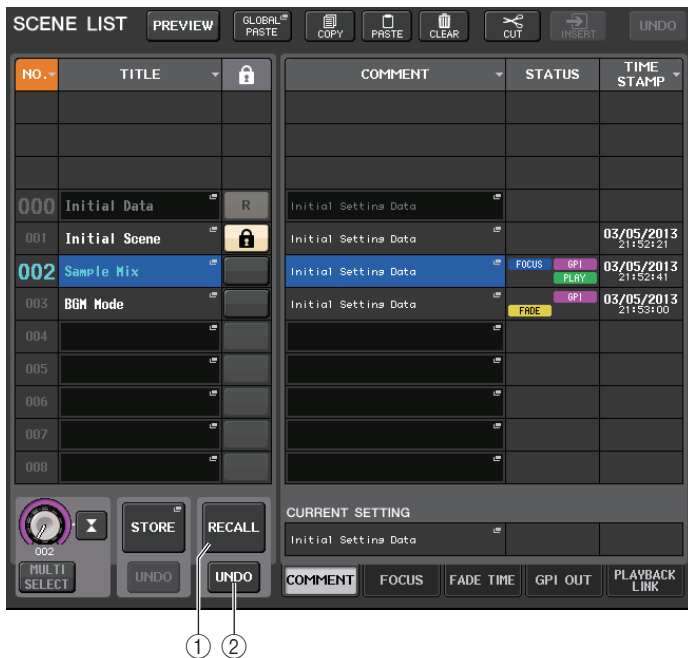 SCENE LIST PREVIEW GLOBAL PASTE COPY PASTE CLEAR CUT INSERT UNDO
NO. TITLE COMMENT STATUS TIME STAMP
000 Initial Data R Initial Setting Data
001 Initial Scene Initial Setting Data 03/05/2013 21:52:21
002 Sample Mix Initial Setting Data FOCUS GPI PLAY 03/05/2013 21:52:41
003 BGM Mode Initial Setting Data GPI FADE 03/05/2013 21:53:00
004
005
006
007
008
002 STORE RECALL CURRENT SETTING
Initial Setting Data
MULTI SELECT UNDO UNDO COMMENT FOCUS FADE TIME GPI OUT PLAYBACK LINK
① ②